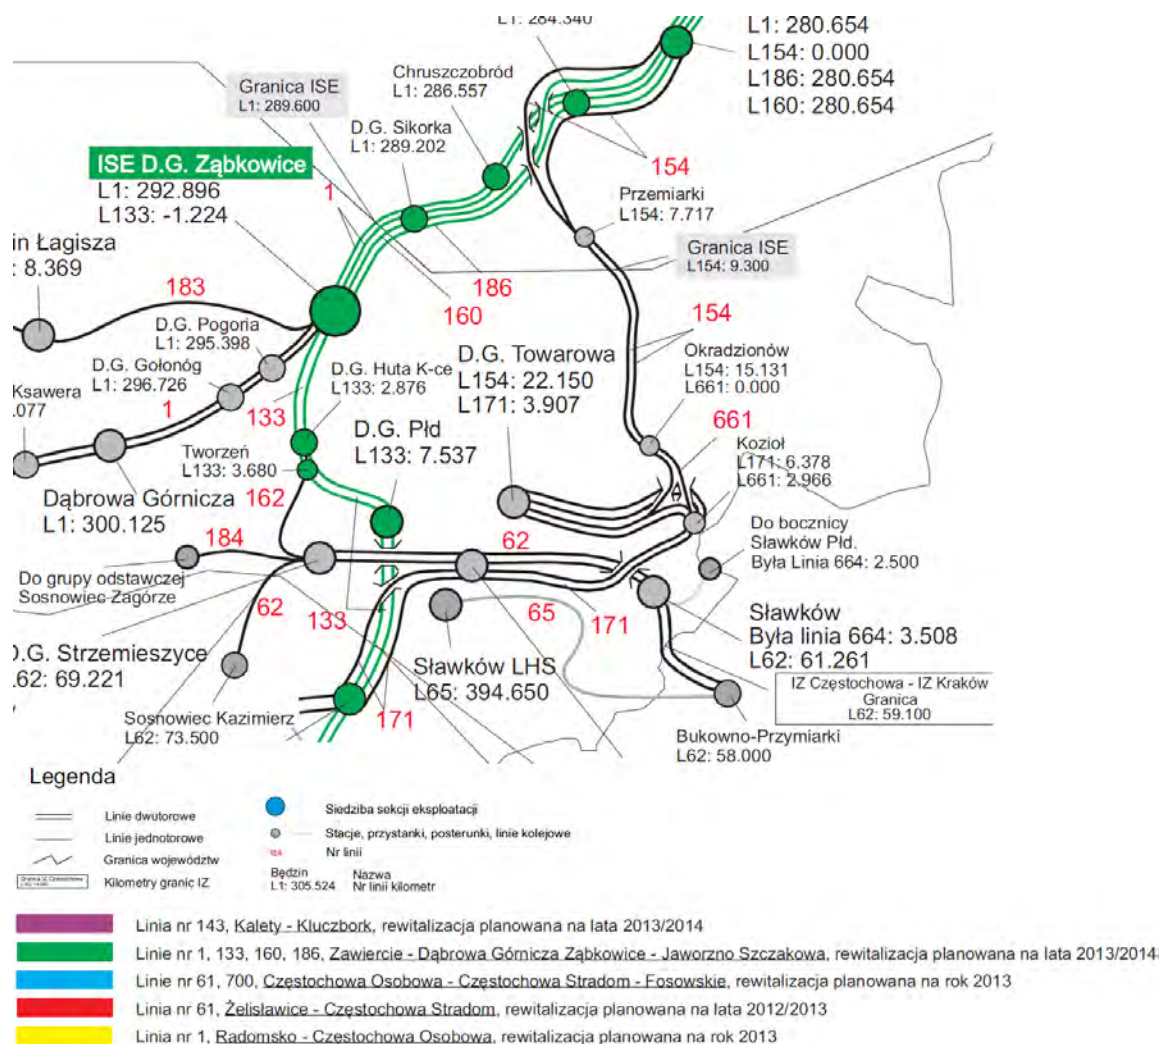 L1: 284.340
L1: 280.654
L154: 0.000
L186: 280.654
L160: 280.654
Chruszczobród
L1: 286.557
Granica ISE
L1: 289.600
D.G. Sikorka
L1: 289.202
ISE D.G. Ząbkowice
L1: 292.896
L133: -1.224
1
154
Przemiarki
L154: 7.717
in Łagisza
: 8.369
Granica ISE
L154: 9.300
183
186
160
154
D.G. Pogoria
L1: 295.398
D.G. Gołonóg
L1: 296.726
D.G. Huta K-ce
L133: 2.876
D.G. Towarowa
L154: 22.150
L171: 3.907
Okradzionów
L154: 15.131
L661: 0.000
Ksawera
.077
1
133
661
D.G. Płd
L133: 7.537
Kozioł
L171: 6.378
L661: 2.966
Tworzeń
L133: 3.680
Dąbrowa Górnicza
L1: 300.125
162
184
62
Do bocznicy
Sławków Płd.
Była Linia 664: 2.500
Do grupy odstawczej
Sosnowiec Zagórze
62
133
65
171
Sławków
Była linia 664: 3.508
L62: 61.261
D.G. Strzemieszyce
L62: 69.221
Sławków LHS
L65: 394.650
IZ Częstochowa - IZ Kraków
Granica
L62: 59.100
Sosnowiec Kazimierz
L62: 73.500
171
Bukowno-Przymiarki
L62: 58.000
Legenda
Linie dwutorowe
Linie jednotorowe
Granica województw
Kilometry granic IZ
Siedziba sekcji eksploatacji
Stacje, przystanki, posterunki, linie kolejowe
154 Nr linii
Będzin Nazwa
L1: 305.524 Nr linii kilometr
Linia nr 143, Kalety - Kluczbork, rewitalizacja planowana na lata 2013/2014
Linie nr 1, 133, 160, 186, Zawiercie - Dąbrowa Górnicza Ząbkowice - Jaworzno Szczakowa, rewitalizacja planowana na lata 2013/2014
Linie nr 61, 700, Częstochowa Osobowa - Częstochowa Stradom - Fosowskie, rewitalizacja planowana na rok 2013
Linia nr 61, Żelisławice - Częstochowa Stradom, rewitalizacja planowana na lata 2012/2013
Linia nr 1, Radomsko - Częstochowa Osobowa, rewitalizacja planowana na rok 2013